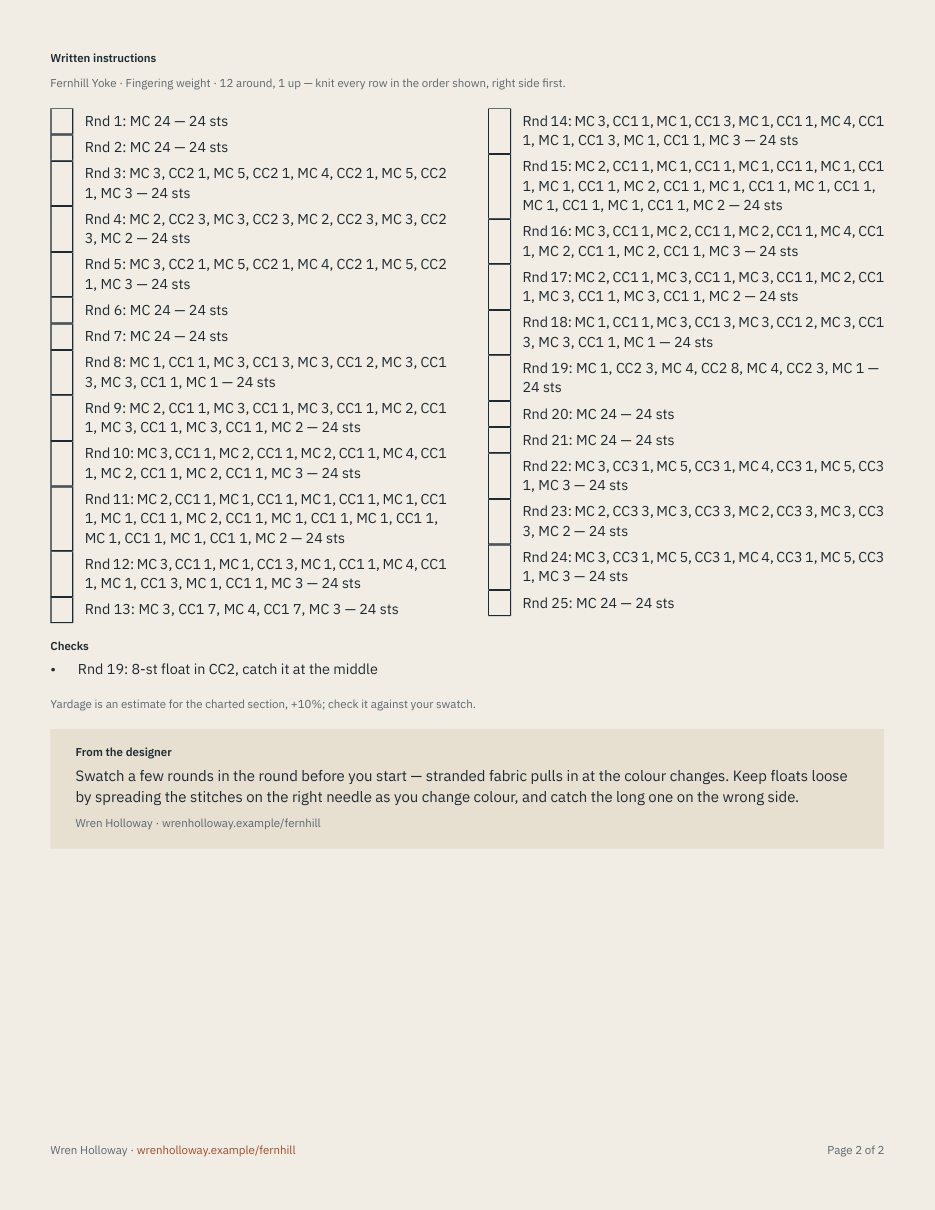 Written instructions
Fernhill Yoke · Fingering weight · 12 around, 1 up — knit every row in the order shown, right side first.
Rnd 1: MC 24 — 24 sts
Rnd 2: MC 24 — 24 sts
Rnd 3: MC 3, CC2 1, MC 5, CC2 1, MC 4, CC2 1, MC 5, CC2
1, MC 3 — 24 sts
Rnd 4: MC 2, CC2 3, MC 3, CC2 3, MC 2, CC2 3, MC 3, CC2
3, MC 2 — 24 sts
Rnd 5: MC 3, CC2 1, MC 5, CC2 1, MC 4, CC2 1, MC 5, CC2
1, MC 3 — 24 sts
Rnd 6: MC 24 — 24 sts
Rnd 7: MC 24 — 24 sts
Rnd 8: MC 1, CC1 1, MC 3, CC1 3, MC 3, CC1 2, MC 3, CC1
3, MC 3, CC1 1, MC 1 — 24 sts
Rnd 9: MC 2, CC1 1, MC 3, CC1 1, MC 3, CC1 1, MC 2, CC1
1, MC 3, CC1 1, MC 3, CC1 1, MC 2 — 24 sts
Rnd 10: MC 3, CC1 1, MC 2, CC1 1, MC 2, CC1 1, MC 4, CC1
1, MC 2, CC1 1, MC 2, CC1 1, MC 3 — 24 sts
Rnd 11: MC 2, CC1 1, MC 1, CC1 1, MC 1, CC1 1, MC 1, CC1
1, MC 1, CC1 1, MC 2, CC1 1, MC 1, CC1 1, MC 1, CC1 1,
MC 1, CC1 1, MC 1, CC1 1, MC 2 — 24 sts
Rnd 12: MC 3, CC1 1, MC 1, CC1 3, MC 1, CC1 1, MC 4, CC1
1, MC 1, CC1 3, MC 1, CC1 1, MC 3 — 24 sts
Rnd 13: MC 3, CC1 7, MC 4, CC1 7, MC 3 — 24 sts
Rnd 14: MC 3, CC1 1, MC 1, CC1 3, MC 1, CC1 1, MC 4, CC1
1, MC 1, CC1 3, MC 1, CC1 1, MC 3 — 24 sts
Rnd 15: MC 2, CC1 1, MC 1, CC1 1, MC 1, CC1 1, MC 1, CC1
1, MC 1, CC1 1, MC 2, CC1 1, MC 1, CC1 1, MC 1, CC1 1,
MC 1, CC1 1, MC 1, CC1 1, MC 2 — 24 sts
Rnd 16: MC 3, CC1 1, MC 2, CC1 1, MC 2, CC1 1, MC 4, CC1
1, MC 2, CC1 1, MC 2, CC1 1, MC 3 — 24 sts
Rnd 17: MC 2, CC1 1, MC 3, CC1 1, MC 3, CC1 1, MC 2, CC1
1, MC 3, CC1 1, MC 3, CC1 1, MC 2 — 24 sts
Rnd 18: MC 1, CC1 1, MC 3, CC1 3, MC 3, CC1 2, MC 3, CC1
3, MC 3, CC1 1, MC 1 — 24 sts
Rnd 19: MC 1, CC2 3, MC 4, CC2 8, MC 4, CC2 3, MC 1 —
24 sts
Rnd 20: MC 24 — 24 sts
Rnd 21: MC 24 — 24 sts
Rnd 22: MC 3, CC3 1, MC 5, CC3 1, MC 4, CC3 1, MC 5, CC3
1, MC 3 — 24 sts
Rnd 23: MC 2, CC3 3, MC 3, CC3 3, MC 2, CC3 3, MC 3, CC3
3, MC 2 — 24 sts
Rnd 24: MC 3, CC3 1, MC 5, CC3 1, MC 4, CC3 1, MC 5, CC3
1, MC 3 — 24 sts
Rnd 25: MC 24 — 24 sts
Checks
• Rnd 19: 8-st float in CC2, catch it at the middle
Yardage is an estimate for the charted section, +10%; check it against your swatch.
From the designer
Swatch a few rounds in the round before you start — stranded fabric pulls in at the colour changes. Keep floats loose
by spreading the stitches on the right needle as you change colour, and catch the long one on the wrong side.
Wren Holloway · wrenholloway.example/fernhill
Wren Holloway · wrenholloway.example/fernhill
Page 2 of 2